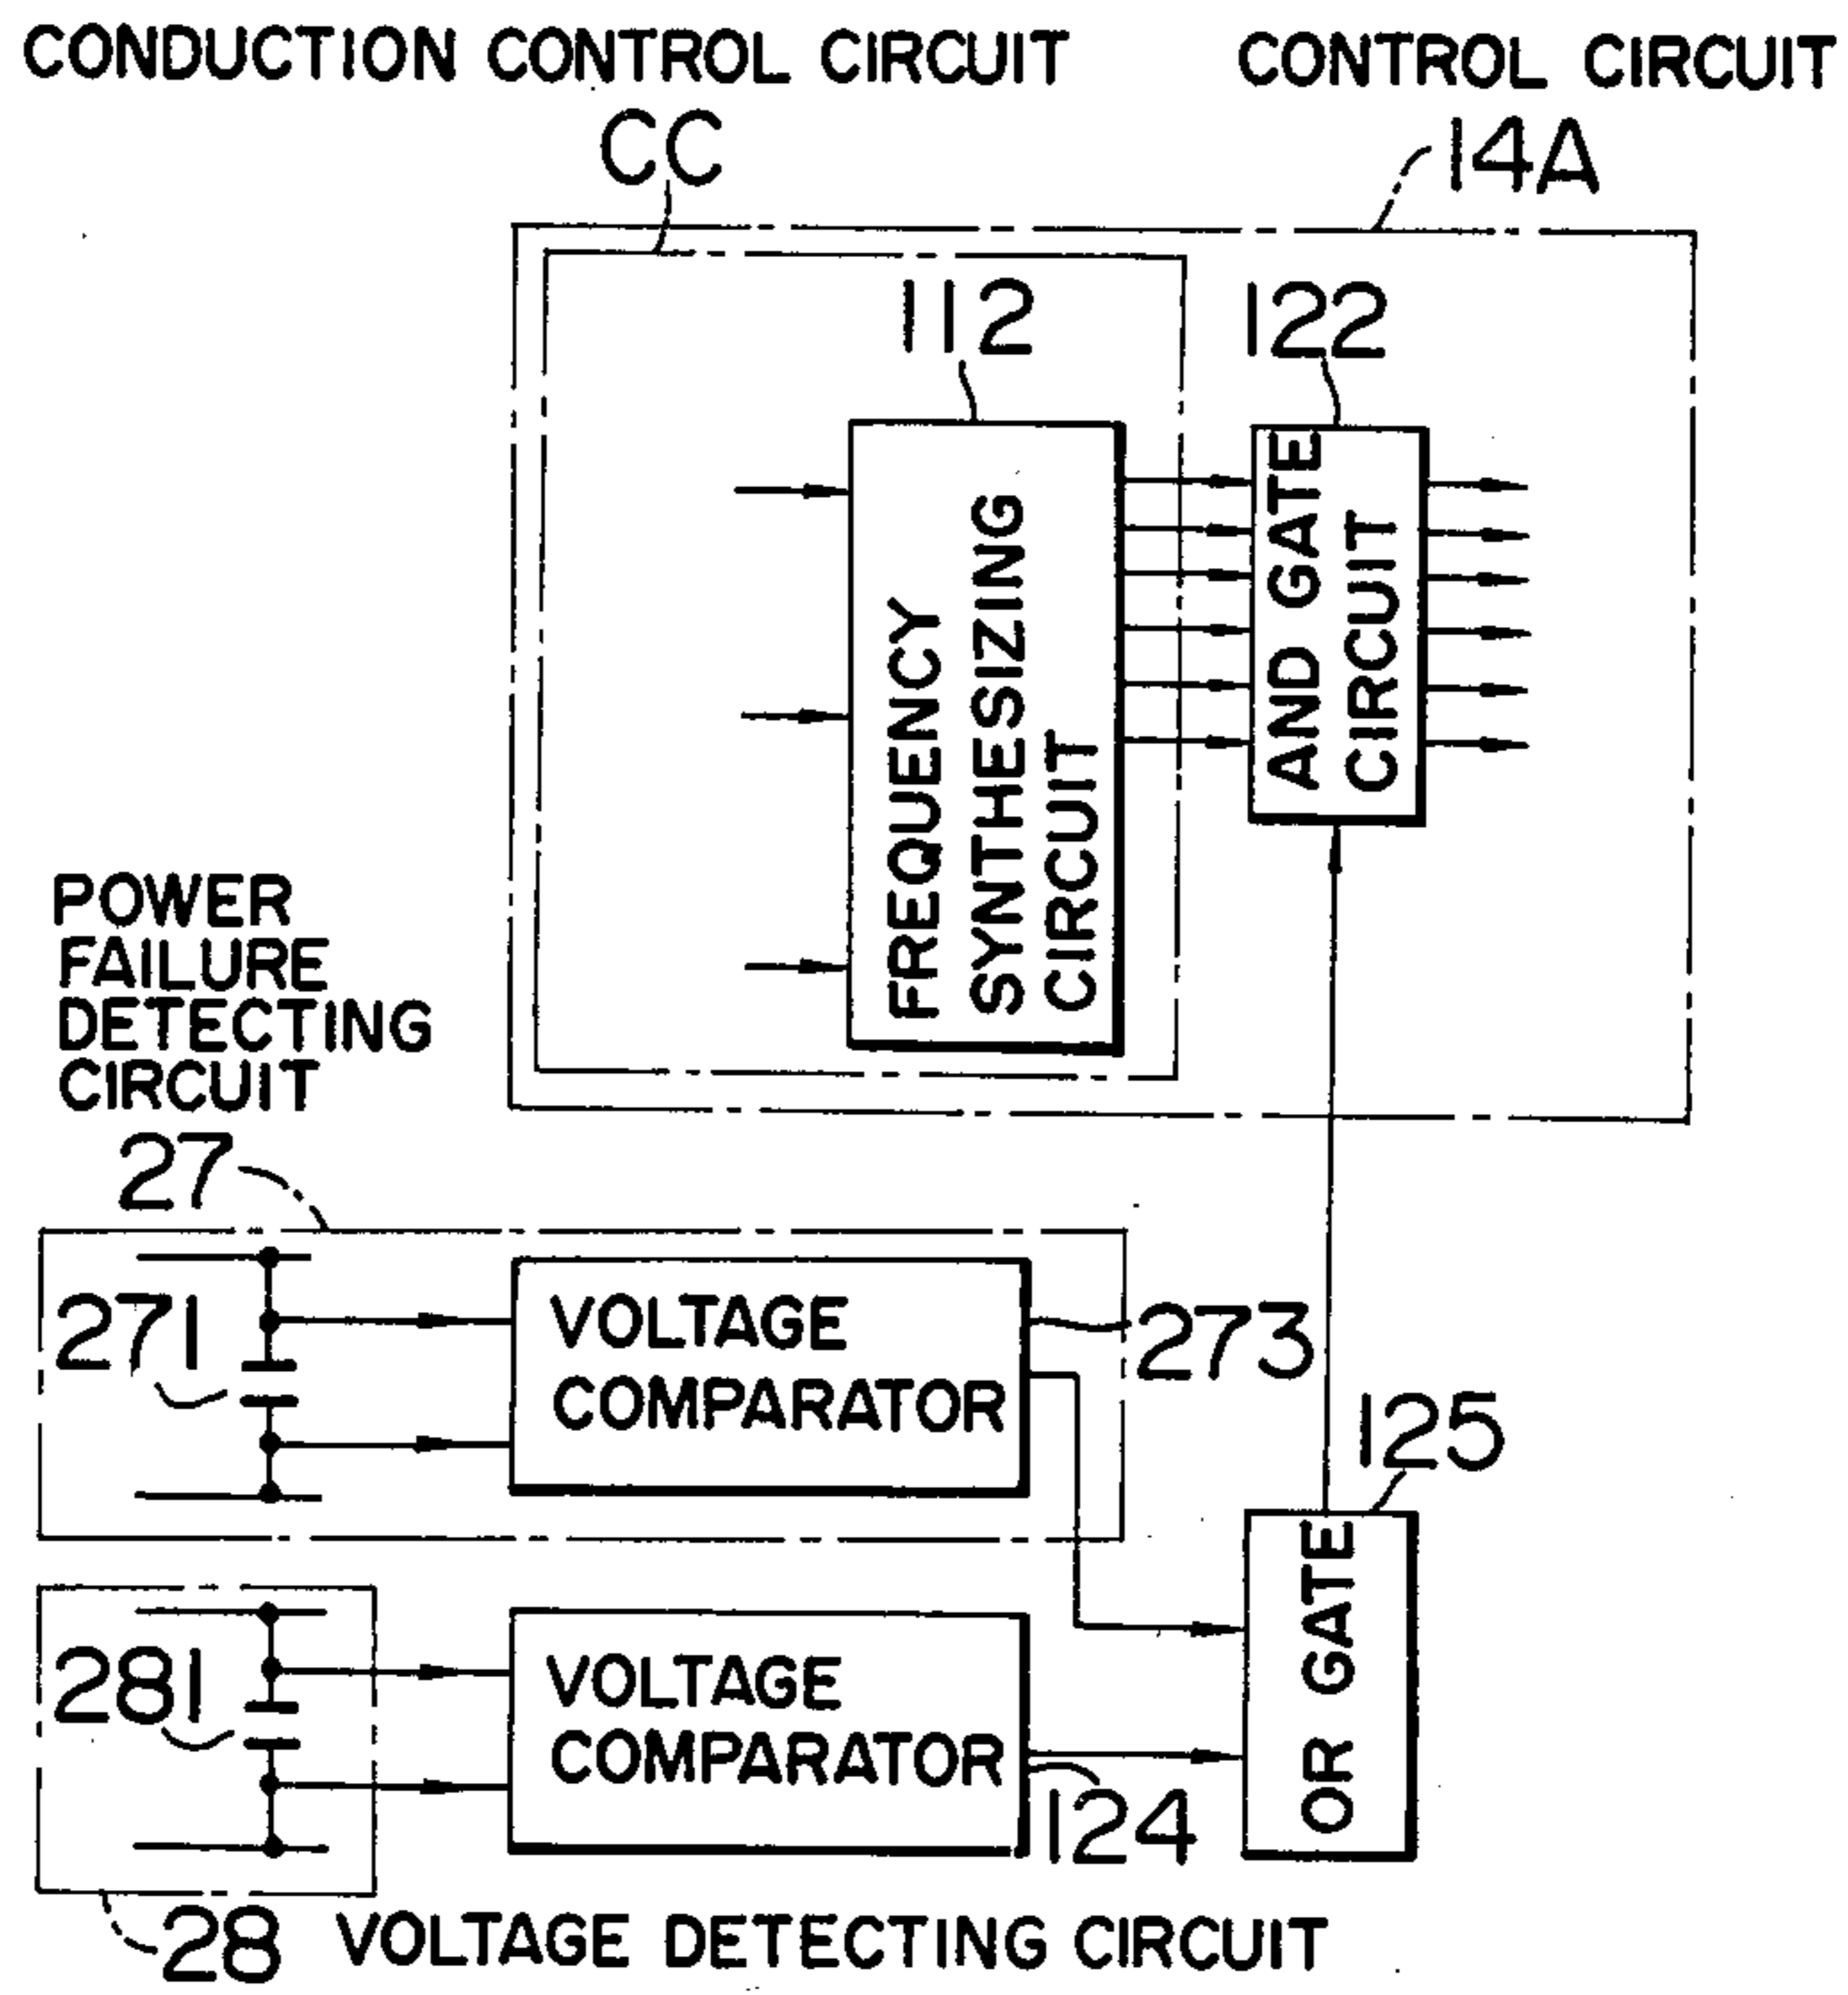 CONDUCTION CONTROL CIRCUIT
CC
CONTROL CIRCUIT
14A
112
122
FREQUENCY
SYNTHESIZING
CIRCUIT
AND GATE
CIRCUIT
POWER
FAILURE
DETECTING
CIRCUIT
27
271
VOLTAGE
COMPARATOR
273
125
OR GATE
281
VOLTAGE
COMPARATOR
124
28
VOLTAGE DETECTING CIRCUIT